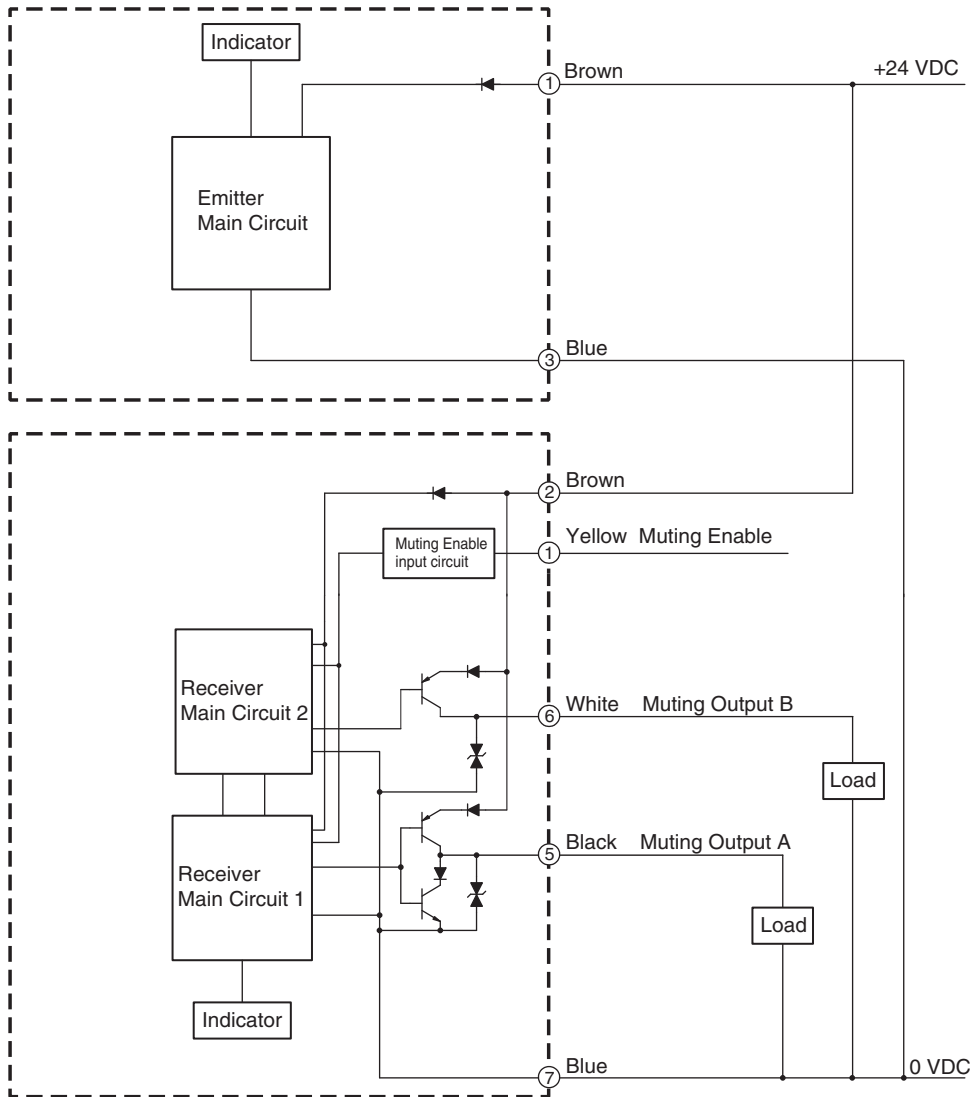 Indicator
Brown
+24 VDC
1
Emitter
Main Circuit
Blue
3
Brown
2
Muting Enable
input circuit
Yellow Muting Enable
1
Receiver
Main Circuit 2
White Muting Output B
6
Load
Black Muting Output A
5
Receiver
Main Circuit 1
Load
Indicator
Blue
0 VDC
7